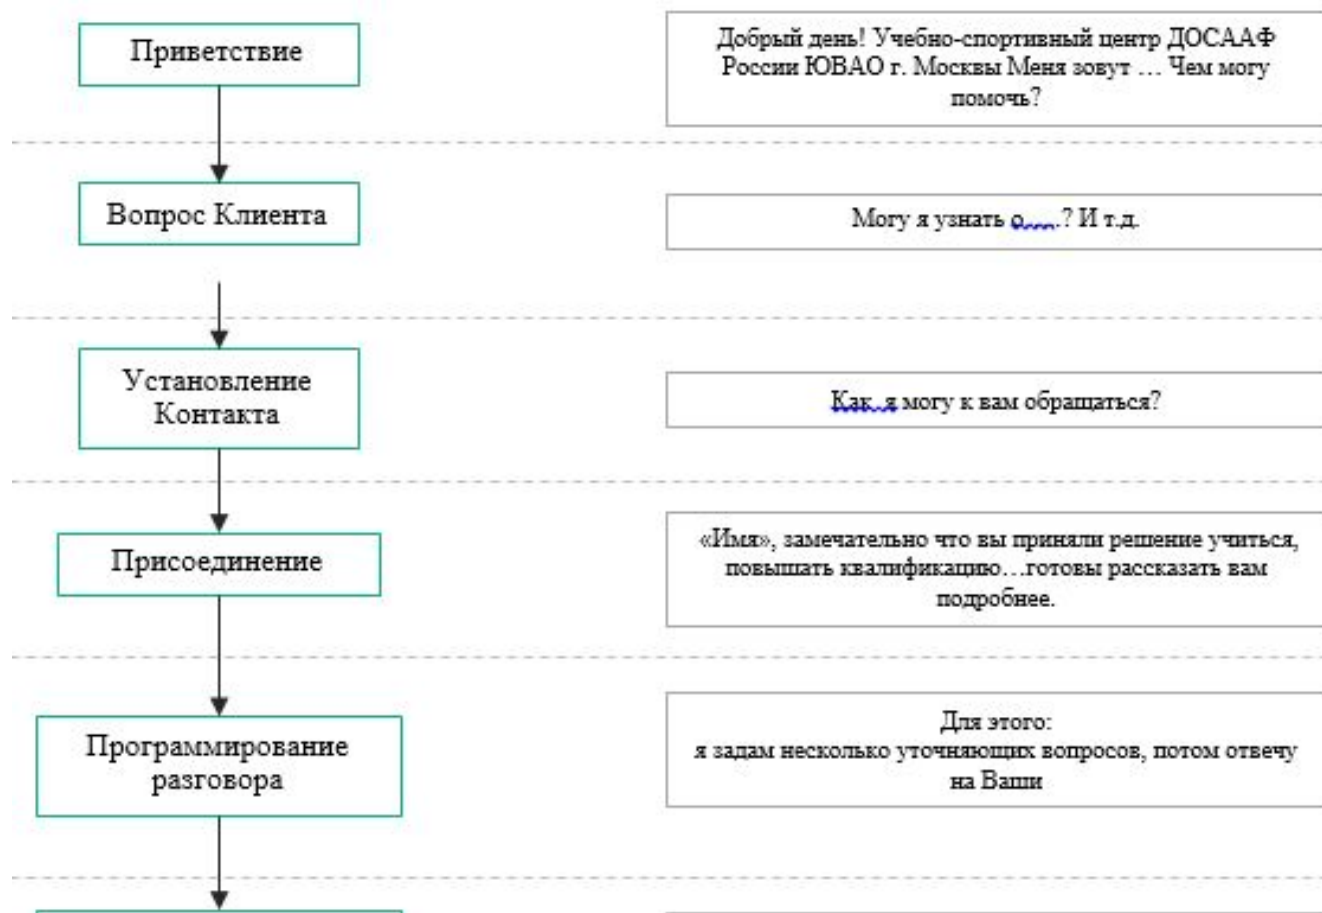 Приветствие
Добрый день! Учебно-спортивный центр ДОСААФ
России ЮВАО г. Москвы Меня зовут … Чем могу
помочь?
Вопрос Клиента
Могу я узнать о…..? И т.д.
Установление
Контакта
Как я могу к вам обращаться?
Присоединение
«Имя», замечательно что вы приняли решение учиться,
повышать квалификацию…готовы рассказать вам
подробнее.
Программирование
разговора
Для этого:
я задам несколько уточняющих вопросов, потом отвечу
на Ваши